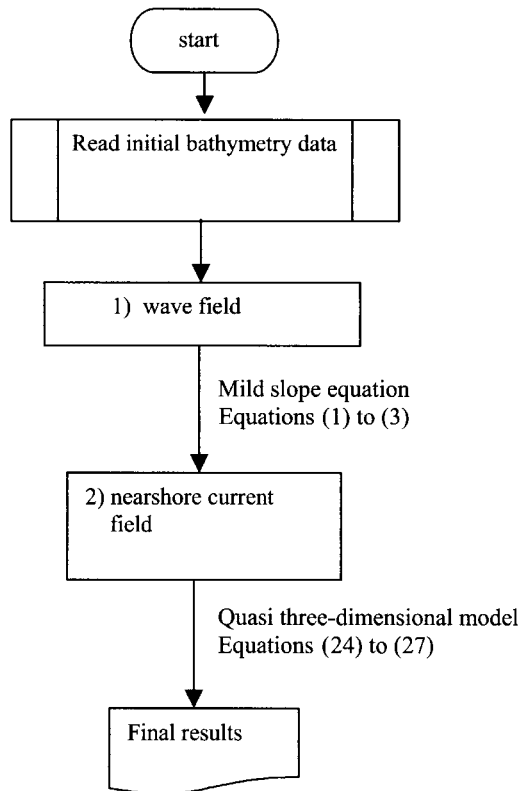 start
Read initial bathymetry data
1) wave field
Mild slope equation
Equations (1) to (3)
2) nearshore current
field
Quasi three-dimensional model
Equations (24) to (27)
Final results